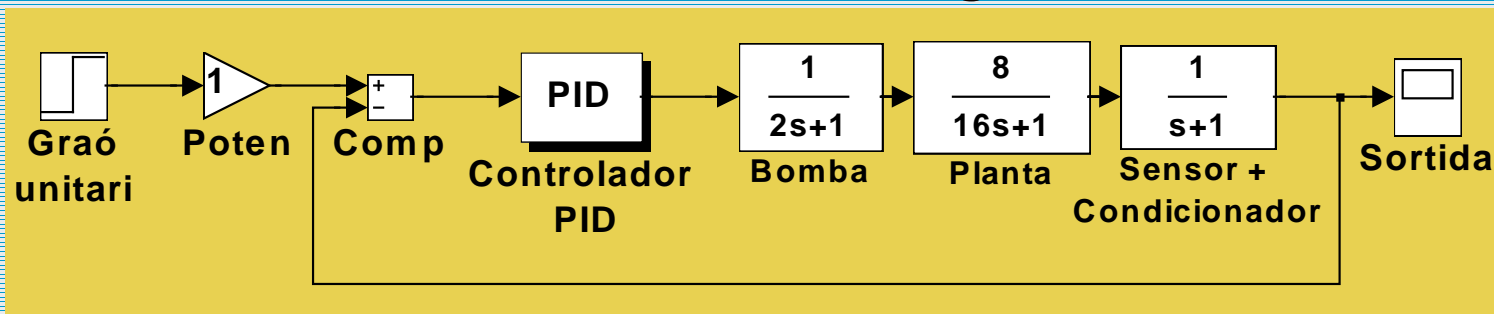 1
+
−
PID
1
2s+1
8
16s+1
1
s+1
Graó
unitari
Poten
Comp
Controlador
PID
Bomba
Planta
Sensor +
Condicionador
Sortida